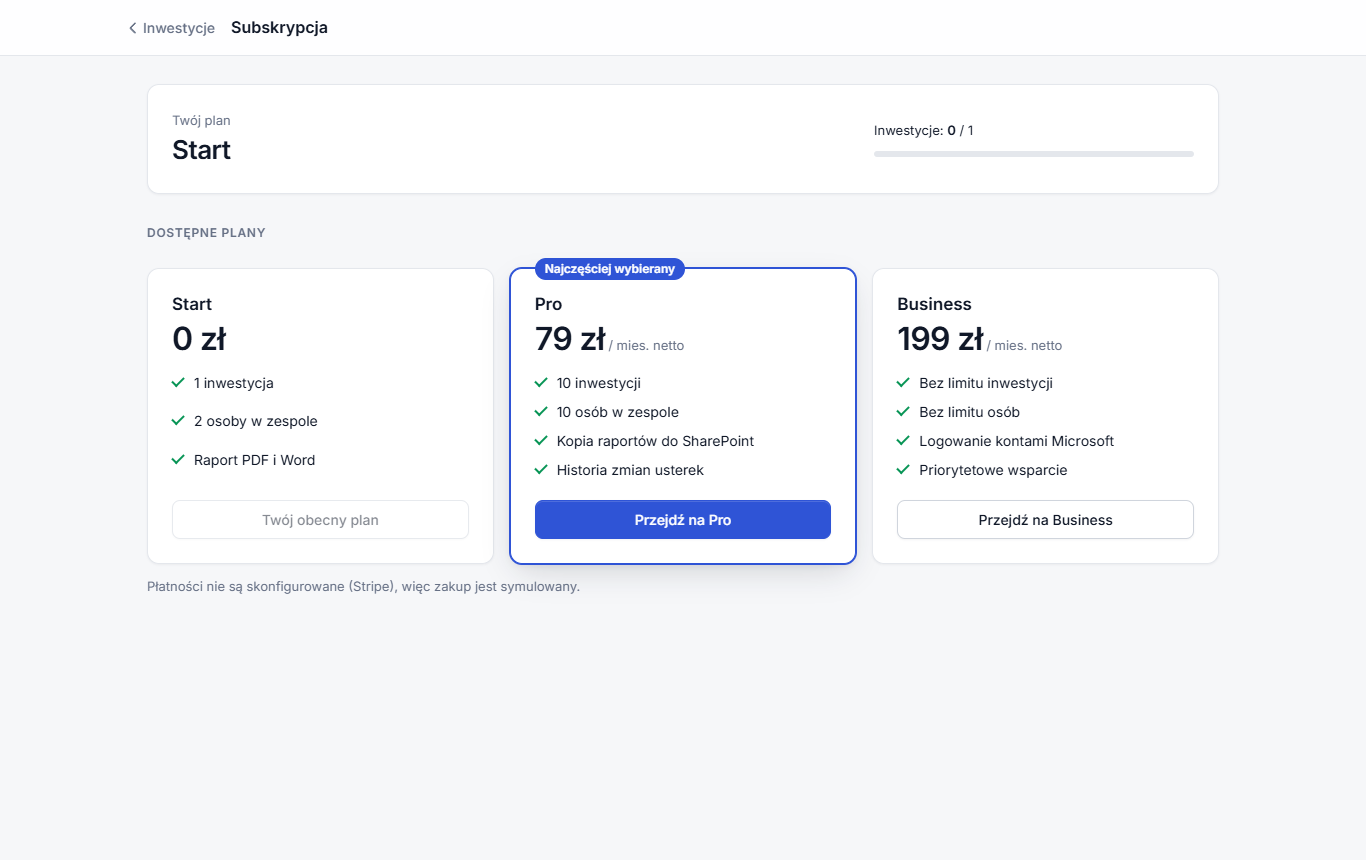 Inwestycje Subskrypcja
Twój plan
Start
Inwestycje: 0 / 1
DOSTĘPNE PLANY
Start
0 zł
1 inwestycja
2 osoby w zespole
Raport PDF i Word
Twój obecny plan
Najczęściej wybierany
Pro
79 zł / mies. netto
10 inwestycji
10 osób w zespole
Kopia raportów do SharePoint
Historia zmian usterek
Przejdź na Pro
Business
199 zł / mies. netto
Bez limitu inwestycji
Bez limitu osób
Logowanie kontami Microsoft
Priorytetowe wsparcie
Przejdź na Business
Płatności nie są skonfigurowane (Stripe), więc zakup jest symulowany.